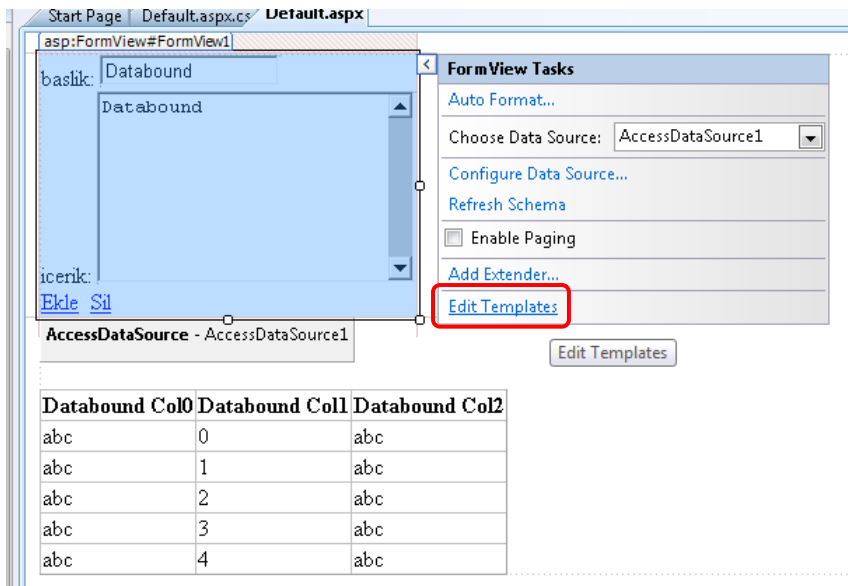 Start Page Default.aspx.cs Default.aspx
asp:FormView#FormView1
baslik: Databound
Databound
icerik:
Ekle Sil
< FormView Tasks
Auto Format...
Choose Data Source: AccessDataSource1
Configure Data Source...
Refresh Schema
Enable Paging
Add Extender...
Edit Templates
Edit Templates
AccessDataSource - AccessDataSource1
Databound Col0 Databound Col1 Databound Col2
abc 0 abc
abc 1 abc
abc 2 abc
abc 3 abc
abc 4 abc